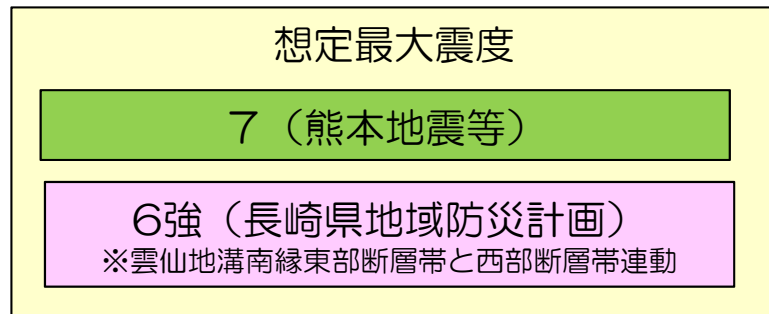 想定最大震度
７（熊本地震等）
６強（長崎県地域防災計画）
※雲仙地溝南縁東部断層帯と西部断層帯連動